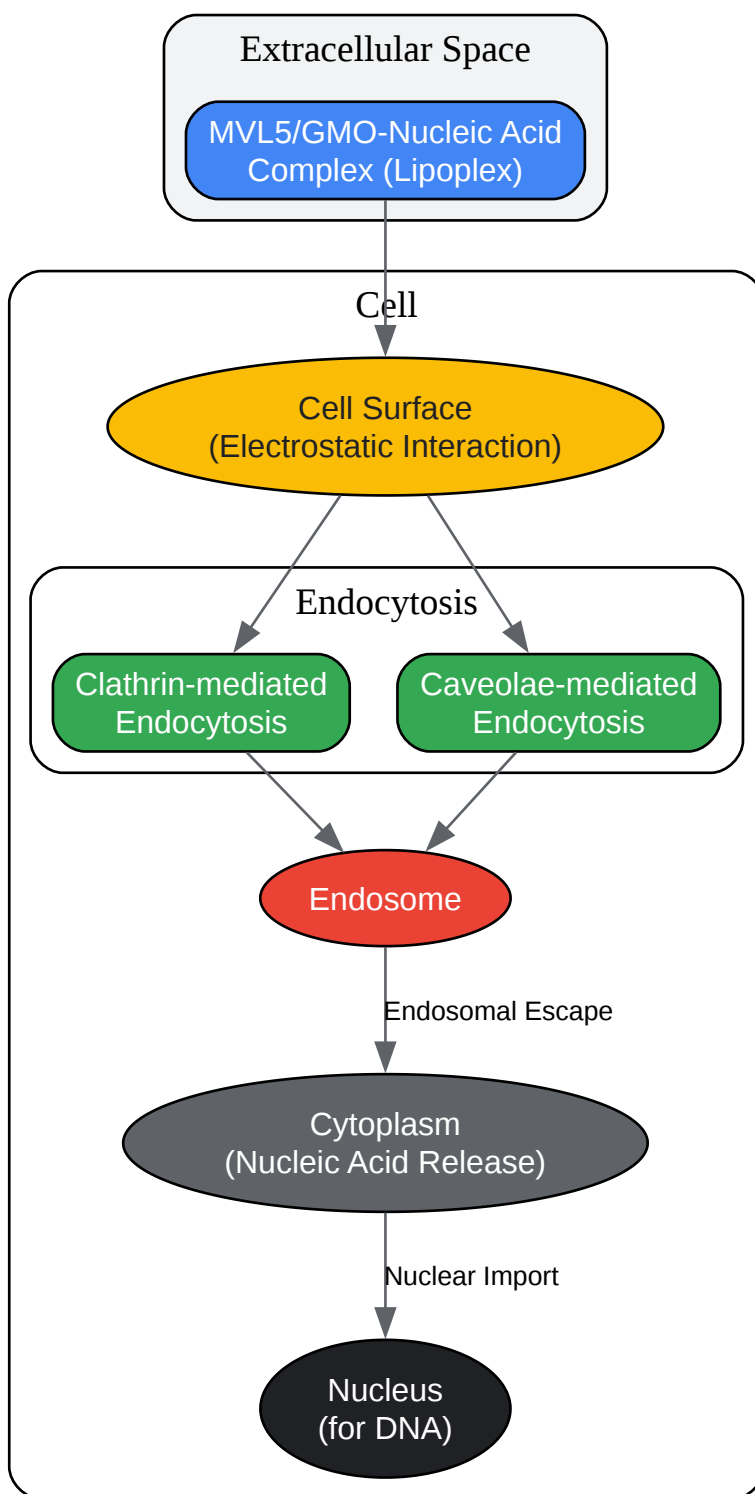 Extracellular Space
MVL5/GMO-Nucleic Acid
Complex (Lipoplex)
Cell
Cell Surface
(Electrostatic Interaction)
Endocytosis
Clathrin-mediated
Endocytosis
Caveolae-mediated
Endocytosis
Endosome
Endosomal Escape
Cytoplasm
(Nucleic Acid Release)
Nuclear Import
Nucleus
(for DNA)